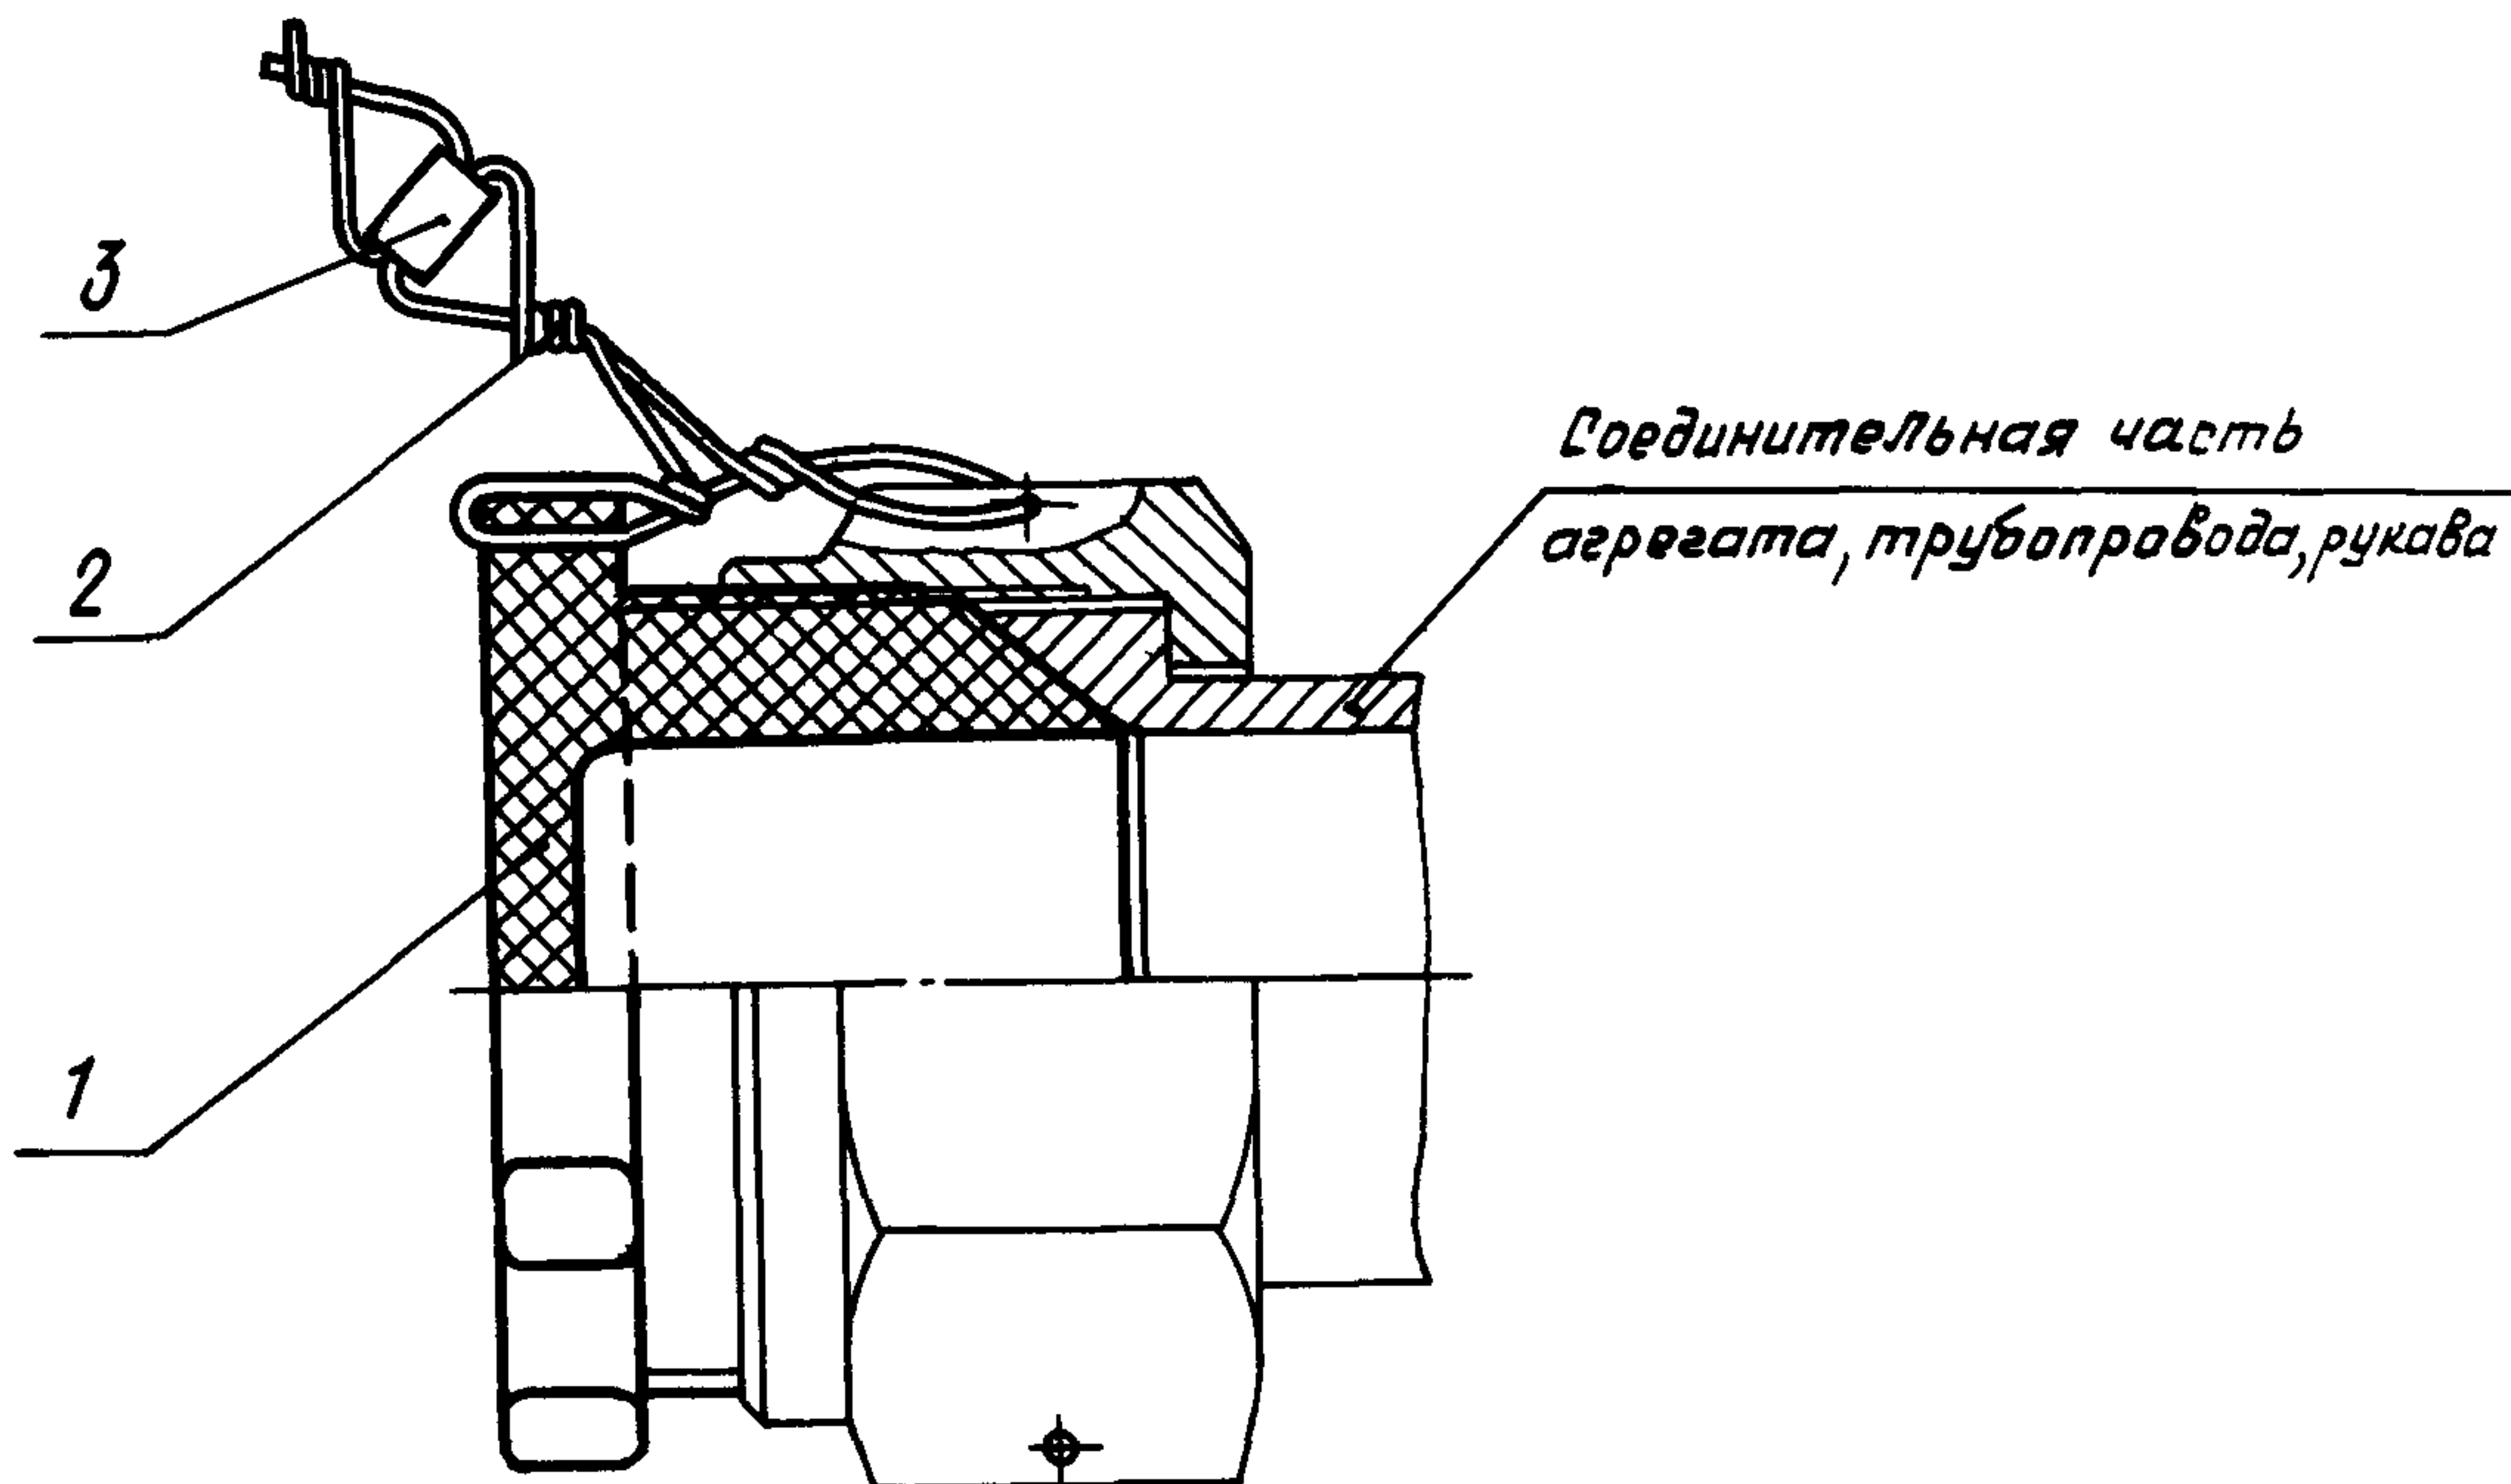 3
Соединительная часть
агрегата, трубопровода, рукава
2
1